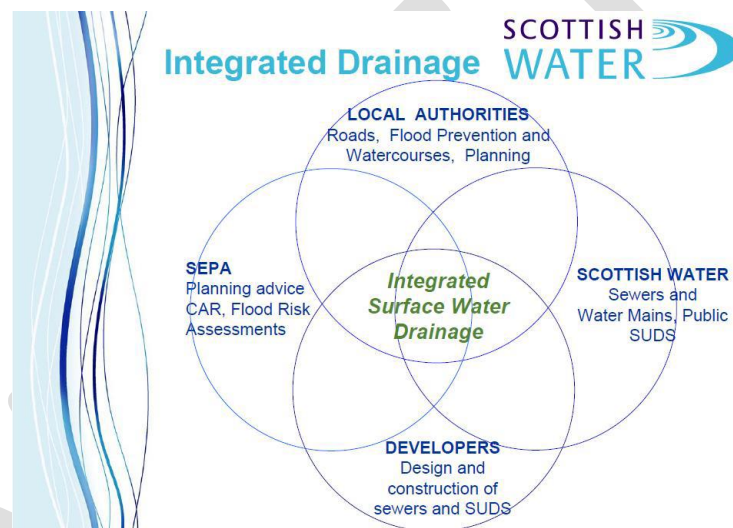 SCOTTISH
WATER
Integrated Drainage
LOCAL AUTHORITIES
Roads, Flood Prevention and
Watercourses, Planning
SEPA
Planning advice
CAR, Flood Risk
Assessments
Integrated
Surface Water
Drainage
SCOTTISH WATER
Sewers and
Water Mains, Public
SUDS
DEVELOPERS
Design and
construction of
sewers and SUDS